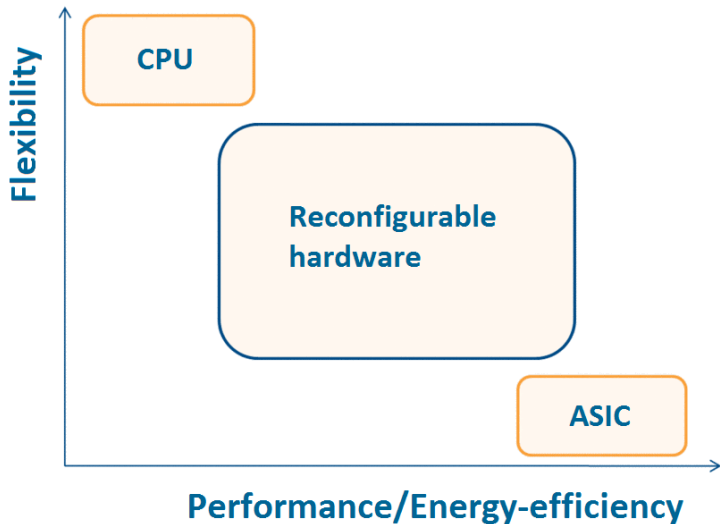 CPU
Flexibility
Reconfigurable
hardware
ASIC
Performance/Energy-efficiency